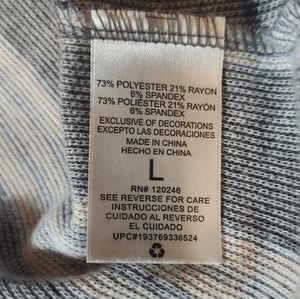 73% POLYESTER 21% RAYON
6% SPANDEX
73% POLIÉSTER 21% RAYÓN
6% SPANDEX
EXCLUSIVE OF DECORATIONS
EXCEPTO LAS DECORACIONES
MADE IN CHINA
HECHO EN CHINA
L
RN# 120246
SEE REVERSE FOR CARE
INSTRUCCIONES DE
CUIDADO AL REVERSO
EL CUIDADO
UPC#193769336524